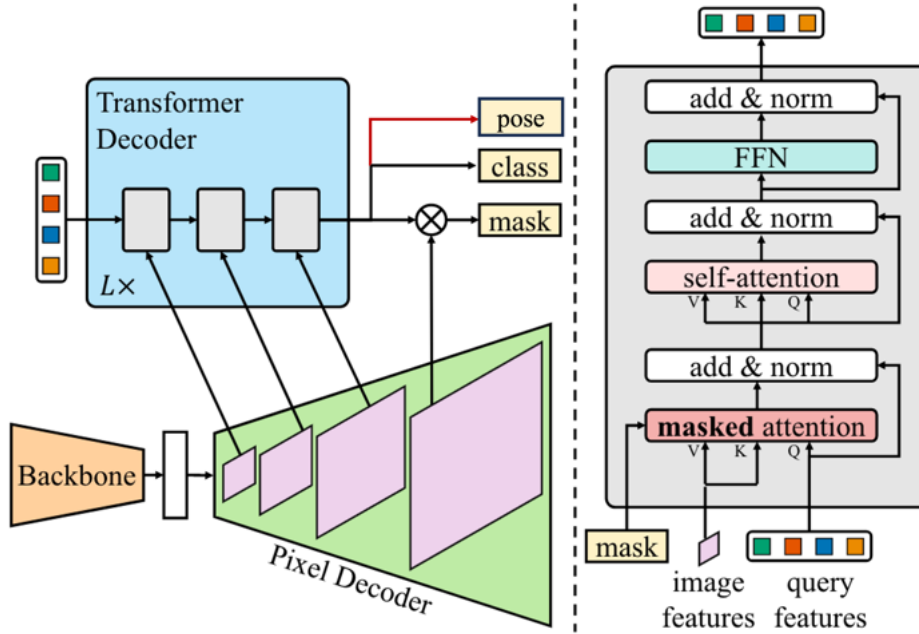 Transformer
Decoder
L×
pose
class
mask
Backbone
Pixel Decoder
add & norm
FFN
add & norm
self-attention
V K Q
add & norm
masked attention
V K Q
mask
image
features
query
features